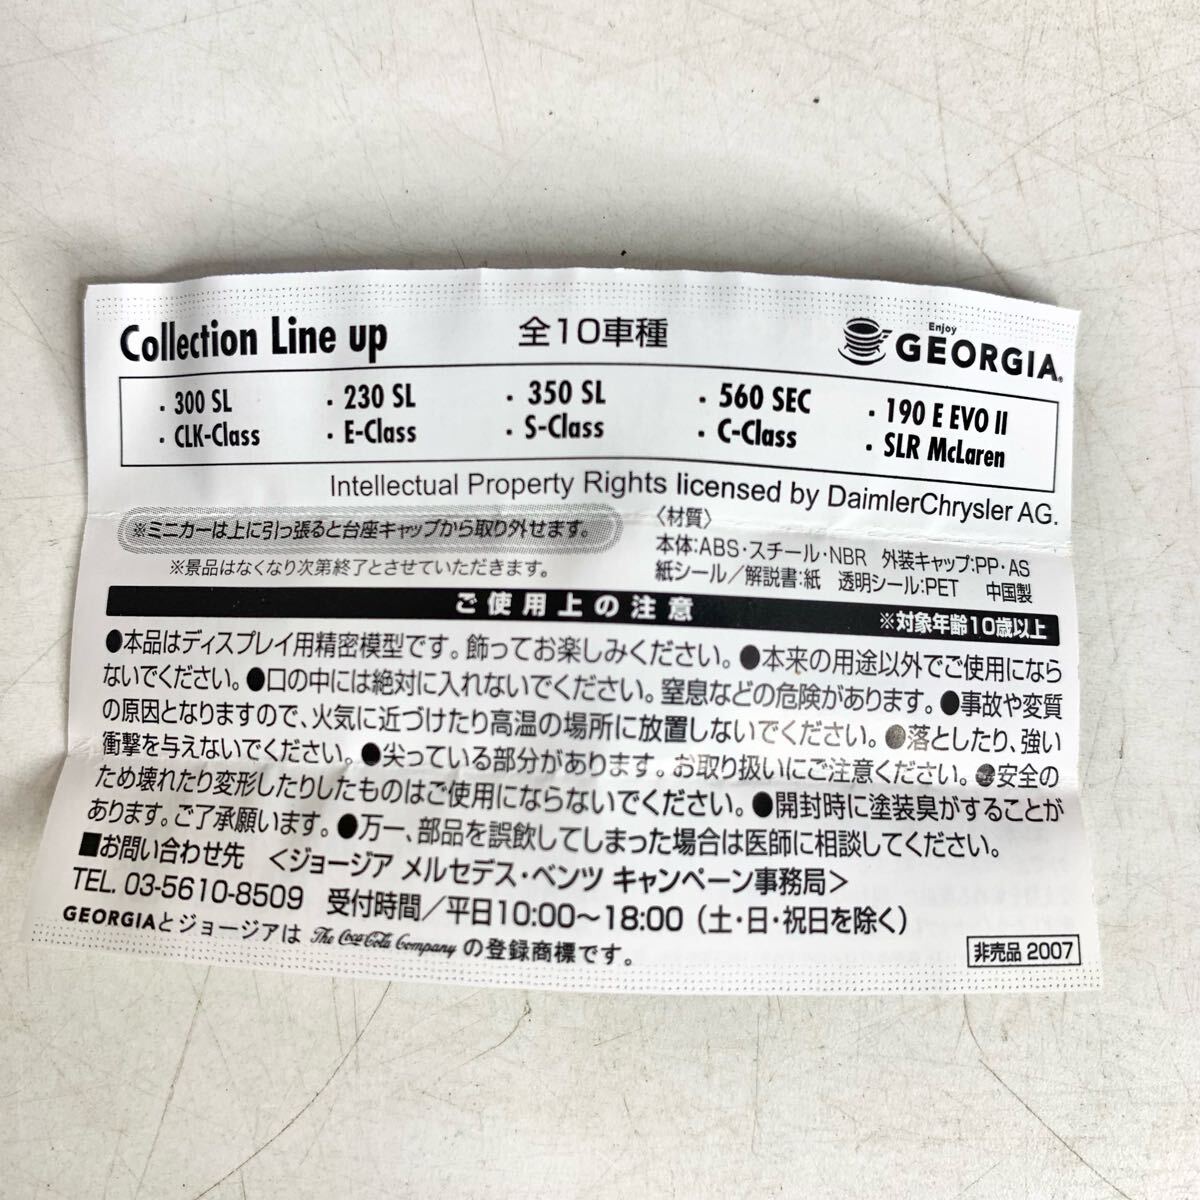 Collection Line up
全10車種
Enjoy
GEORGIA®
・300 SL ・230 SL ・350 SL ・560 SEC ・190 E EVO II
・CLK-Class ・E-Class ・S-Class ・C-Class ・SLR McLaren
Intellectual Property Rights licensed by DaimlerChrysler AG.
※ミニカーは上に引っ張ると台座キャップから取り外せます。
※景品はなくなり次第終了とさせていただきます。
〈材質〉
本体:ABS・スチール・NBR 外装キャップ:PP・AS
紙シール/解説書:紙 透明シール:PET 中国製
ご使用上の注意 ※対象年齢10歳以上
●本品はディスプレイ用精密模型です。飾ってお楽しみください。●本来の用途以外でご使用になら
ないでください。●口の中には絶対に入れないでください。窒息などの危険があります。●事故や変質
の原因となりますので、火気に近づけたり高温の場所に放置しないでください。●落としたり、強い
衝撃を与えないでください。●尖っている部分があります。お取り扱いにご注意ください。●安全の
ため壊れたり変形したりしたものはご使用にならないでください。●開封時に塗装臭がすることが
あります。ご了承願います。●万一、部品を誤飲してしまった場合は医師に相談してください。
■お問い合わせ先 <ジョージア メルセデス・ベンツ キャンペーン事務局>
TEL. 03-5610-8509 受付時間/平日10:00〜18:00(土・日・祝日を除く)
GEORGIAとジョージアは The Coca-Cola Company の登録商標です。
非売品 2007